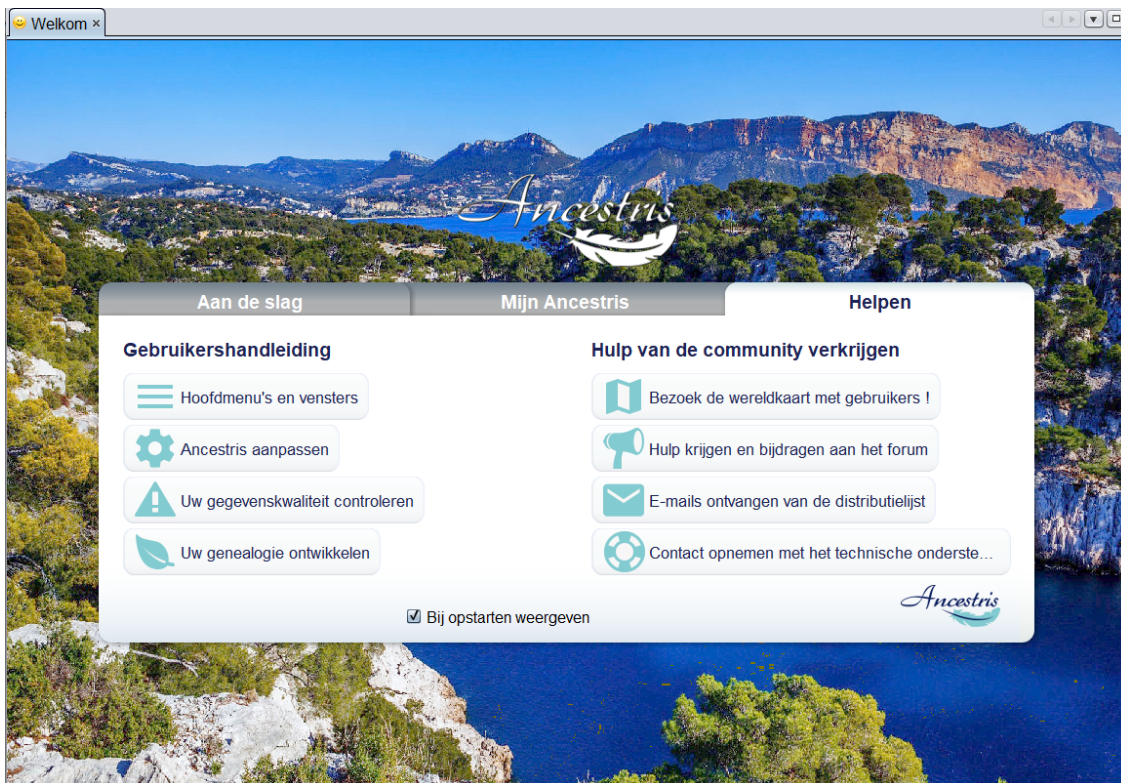 Welkom
Ancestris
Aan de slag
Mijn Ancestris
Helpen
Gebruikershandleiding
Hoofdmenu's en vensters
Ancestris aanpassen
Uw gegevenskwaliteit controleren
Uw genealogie ontwikkelen
Hulp van de community verkrijgen
Bezoek de wereldkaart met gebruikers !
Hulp krijgen en bijdragen aan het forum
E-mails ontvangen van de distributielijst
Contact opnemen met het technische onderste...
Bij opstarten weergeven
Ancestris